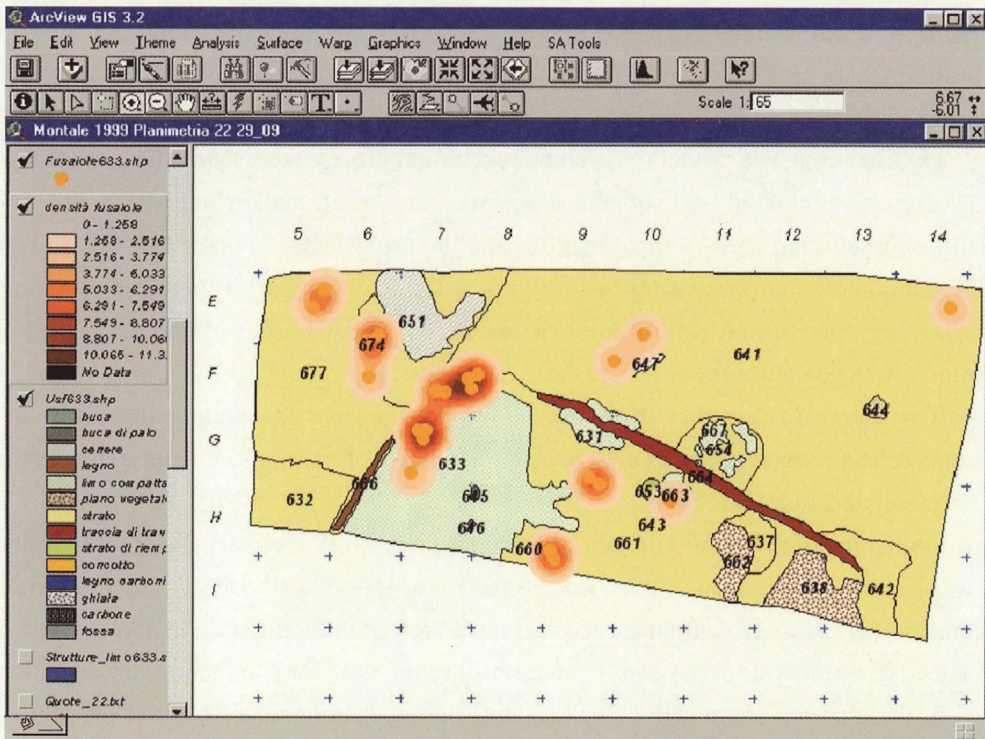 ArcView GIS 3.2
File Edit View Theme Analysis Surface Warp Graphics Window Help SA Tools
Scale 1: 65
6.67
-6.01
Montale 1999 Planimetria 22 29_09
Fusaiole633.shp
densità fusaiole
0 - 1.258
1.258 - 2.516
2.516 - 3.774
3.774 - 5.033
5.033 - 6.291
6.291 - 7.549
7.549 - 8.807
8.807 - 10.06
10.065 - 11.3
No Data
Usf633.shp
buca
buca di palo
cenere
legno
limo compatta
piano vegetal
strato
traccia di trav
strato di riemp
concotto
legno carboni
ghiaia
carbone
fossa
Strutture_limo633.s
Quote_22.txt
5 6 7 8 9 10 11 12 13 14
E
F
G
H
I
651
674
677
647
641
644
631
667
654
664
633
666
632
645
653
663
676
643
660
661
637
662
638
642